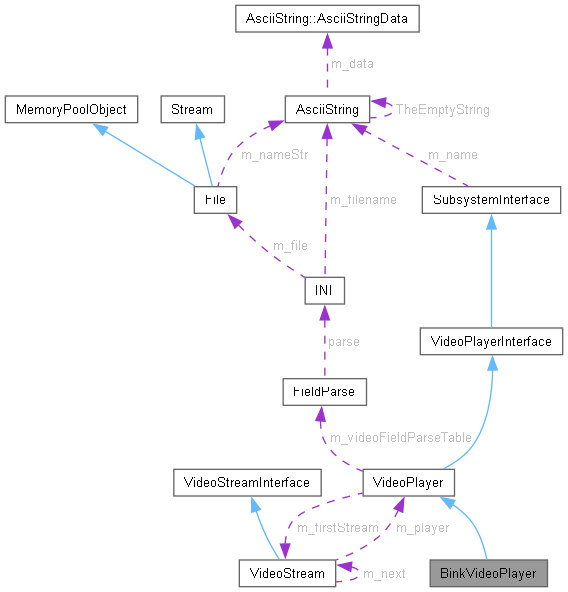 AsciiString::AsciiStringData
m_data
MemoryPoolObject
Stream
AsciiString
TheEmptyString
m_nameStr
m_name
File
m_filename
SubsystemInterface
m_file
INI
parse
VideoPlayerInterface
FieldParse
m_videoFieldParseTable
VideoStreamInterface
VideoPlayer
m_firstStream
m_player
VideoStream
m_next
BinkVideoPlayer